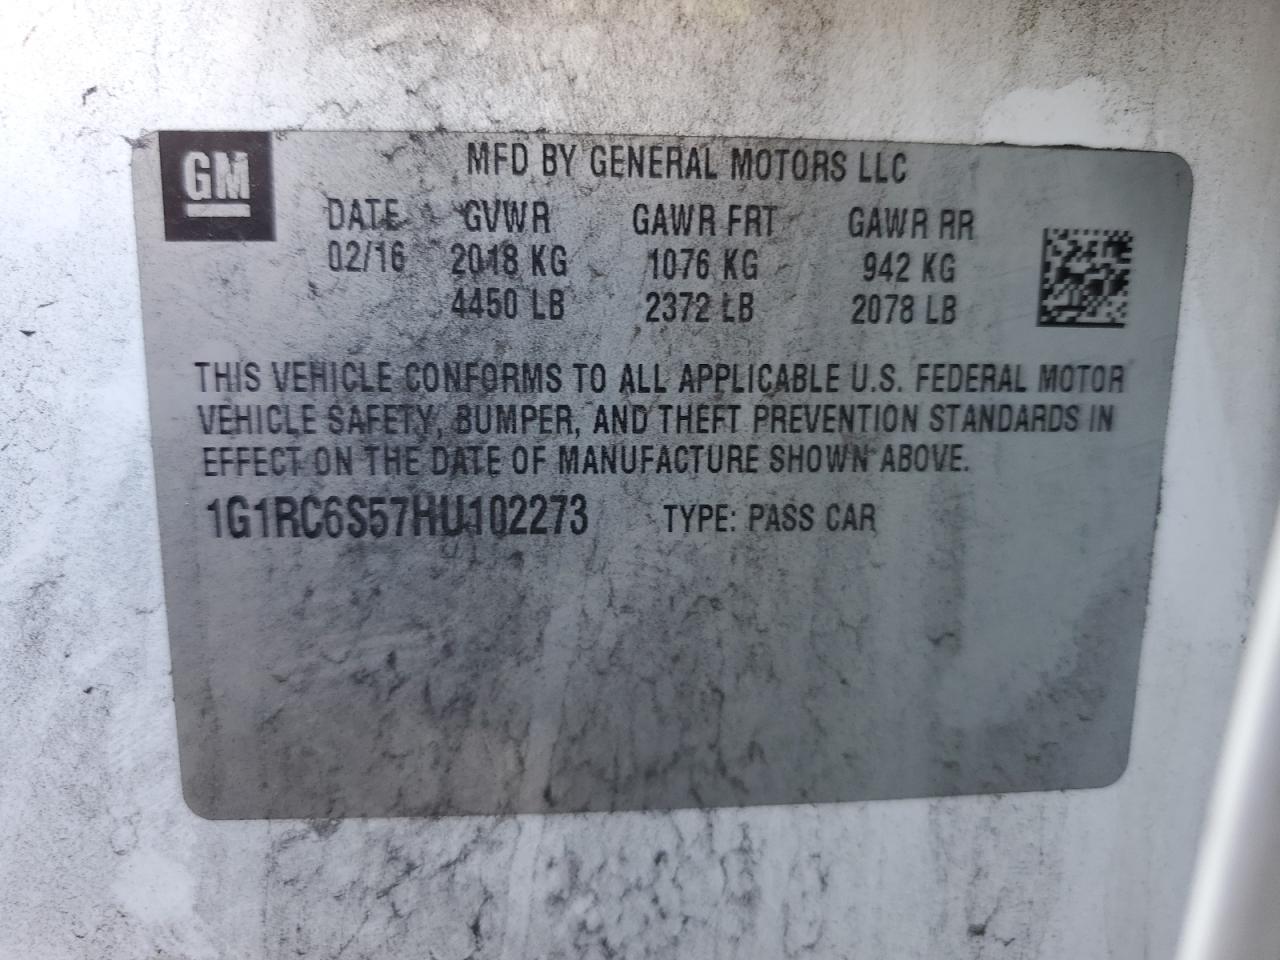 GM
MFD BY GENERAL MOTORS LLC
DATE GVWR GAWR FRT GAWR RR
02/16 2018 KG 1076 KG 942 KG
4450 LB 2372 LB 2078 LB
THIS VEHICLE CONFORMS TO ALL APPLICABLE U.S. FEDERAL MOTOR
VEHICLE SAFETY, BUMPER, AND THEFT PREVENTION STANDARDS IN
EFFECT ON THE DATE OF MANUFACTURE SHOWN ABOVE.
1G1RC6S57HU102273 TYPE: PASS CAR